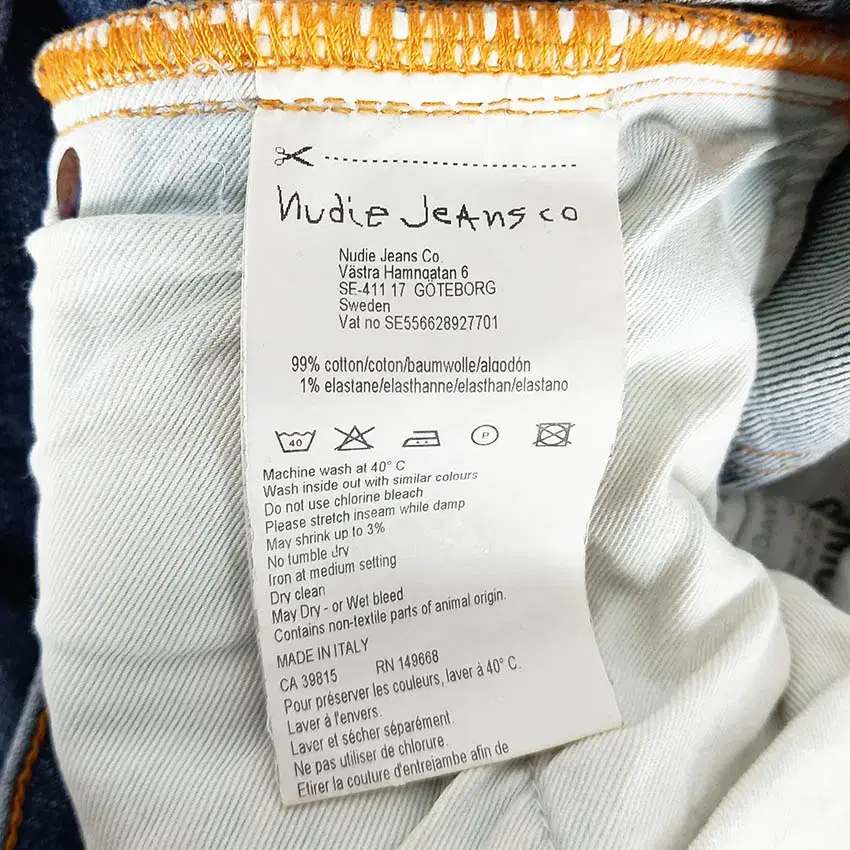 Nudie Jeans co
Nudie Jeans Co.
Västra Hamngatan 6
SE-411 17 GÖTEBORG
Sweden
Vat no SE556628927701
99% cotton/coton/baumwolle/algodón
1% elastane/elasthanne/elasthan/elastano
40
P
Machine wash at 40° C
Wash inside out with similar colours
Do not use chlorine bleach
Please stretch inseam while damp
May shrink up to 3%
No tumble dry
Iron at medium setting
Dry clean
May Dry - or Wet bleed
Contains non-textile parts of animal origin.
MADE IN ITALY
CA 39815 RN 149668
Pour préserver les couleurs, laver à 40° C.
Laver à l'envers.
Laver et sécher séparément.
Ne pas utiliser de chlorure.
Etirer la couture d'entrejambe afin de